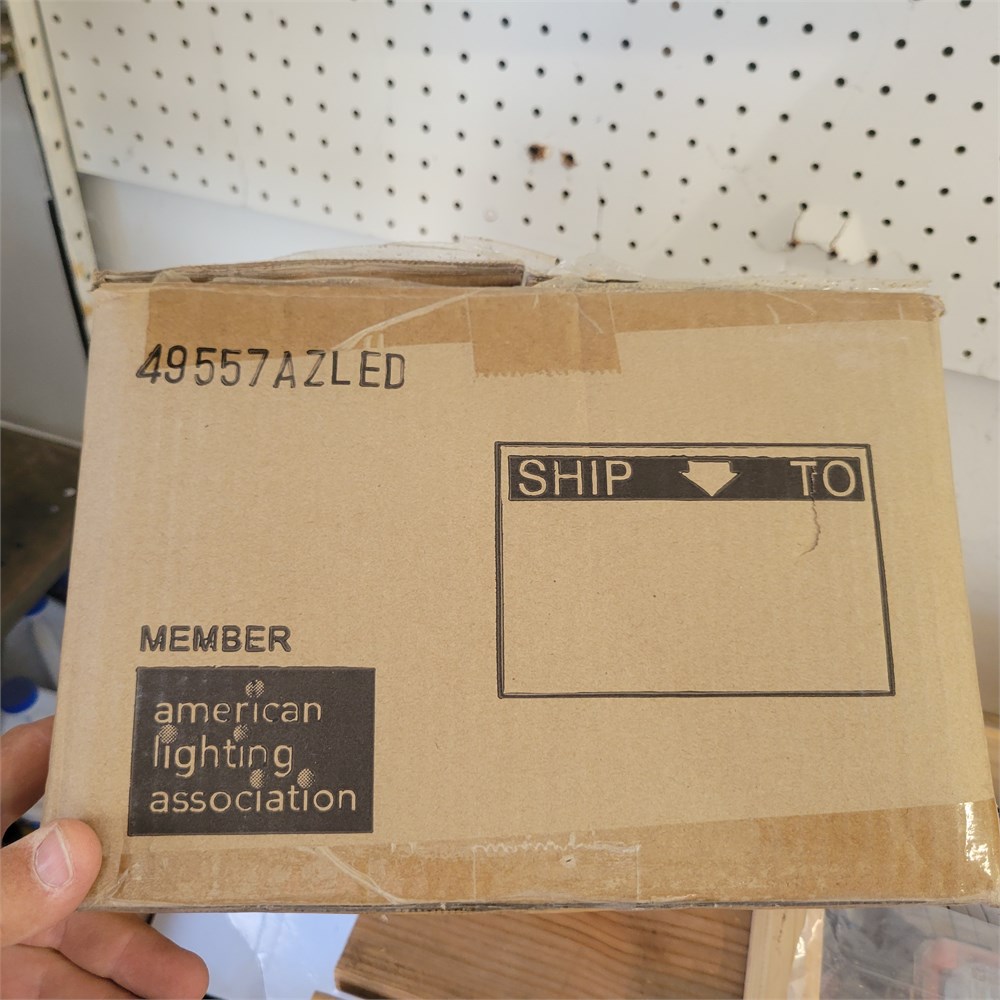 49557AZLED
SHIP TO
MEMBER
american
lighting
association